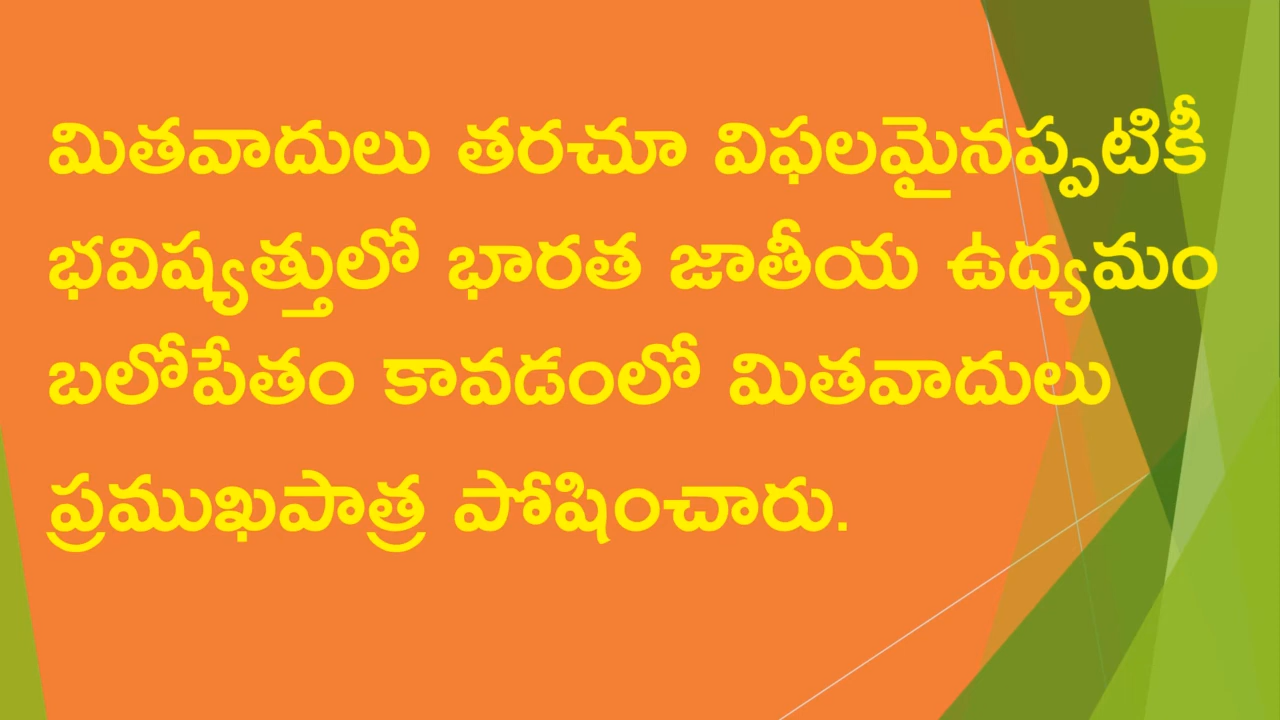 మితవాదులు తరచూ విఫలమైనప్పటికీ
భవిష్యత్తులో భారత జాతీయ ఉద్యమం
బలోపేతం కావడంలో మితవాదులు
ప్రముఖపాత్ర పోషించారు.